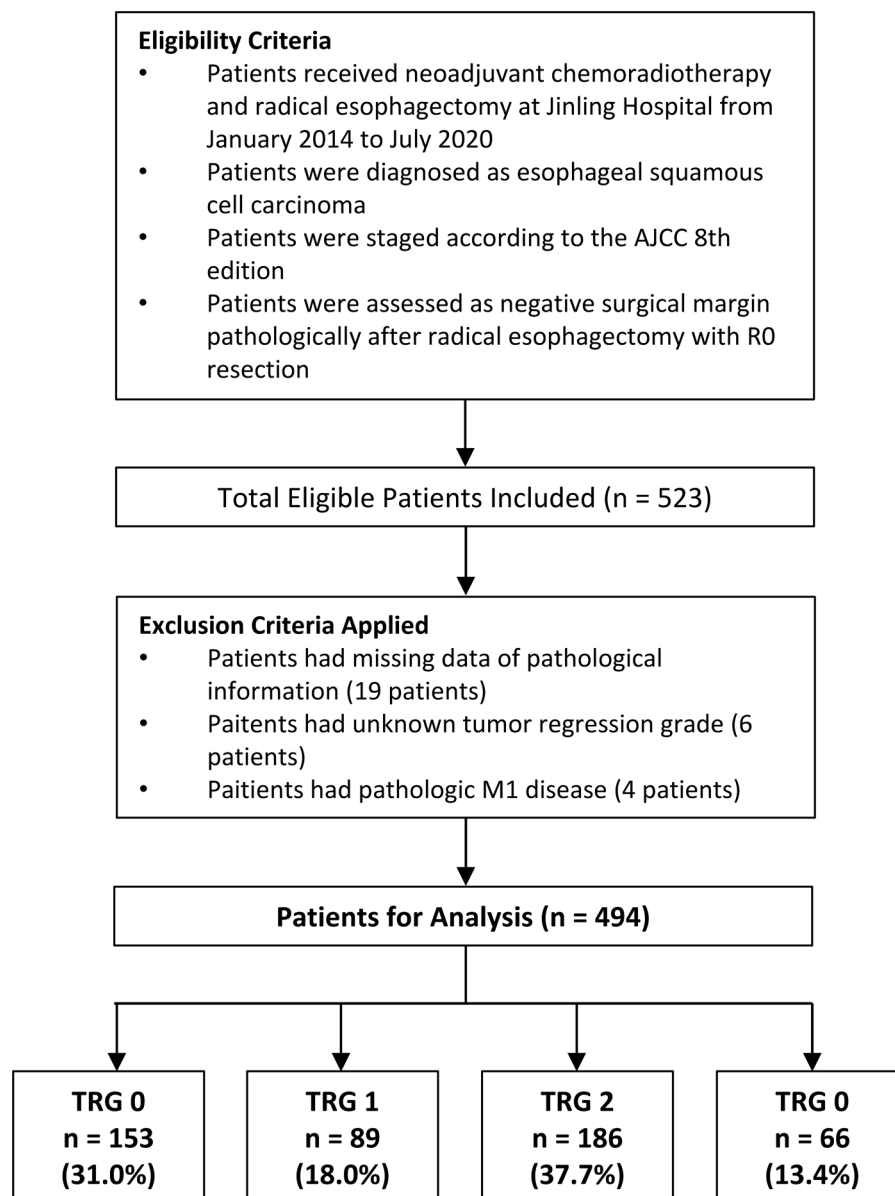 Eligibility Criteria
• Patients received neoadjuvant chemoradiotherapy
and radical esophagectomy at Jinling Hospital from
January 2014 to July 2020
• Patients were diagnosed as esophageal squamous
cell carcinoma
• Patients were staged according to the AJCC 8th
edition
• Patients were assessed as negative surgical margin
pathologically after radical esophagectomy with R0
resection
Total Eligible Patients Included (n = 523)
Exclusion Criteria Applied
• Patients had missing data of pathological
information (19 patients)
• Paitents had unknown tumor regression grade (6
patients)
• Paitients had pathologic M1 disease (4 patients)
Patients for Analysis (n = 494)
TRG 0
n = 153
(31.0%)
TRG 1
n = 89
(18.0%)
TRG 2
n = 186
(37.7%)
TRG 0
n = 66
(13.4%)